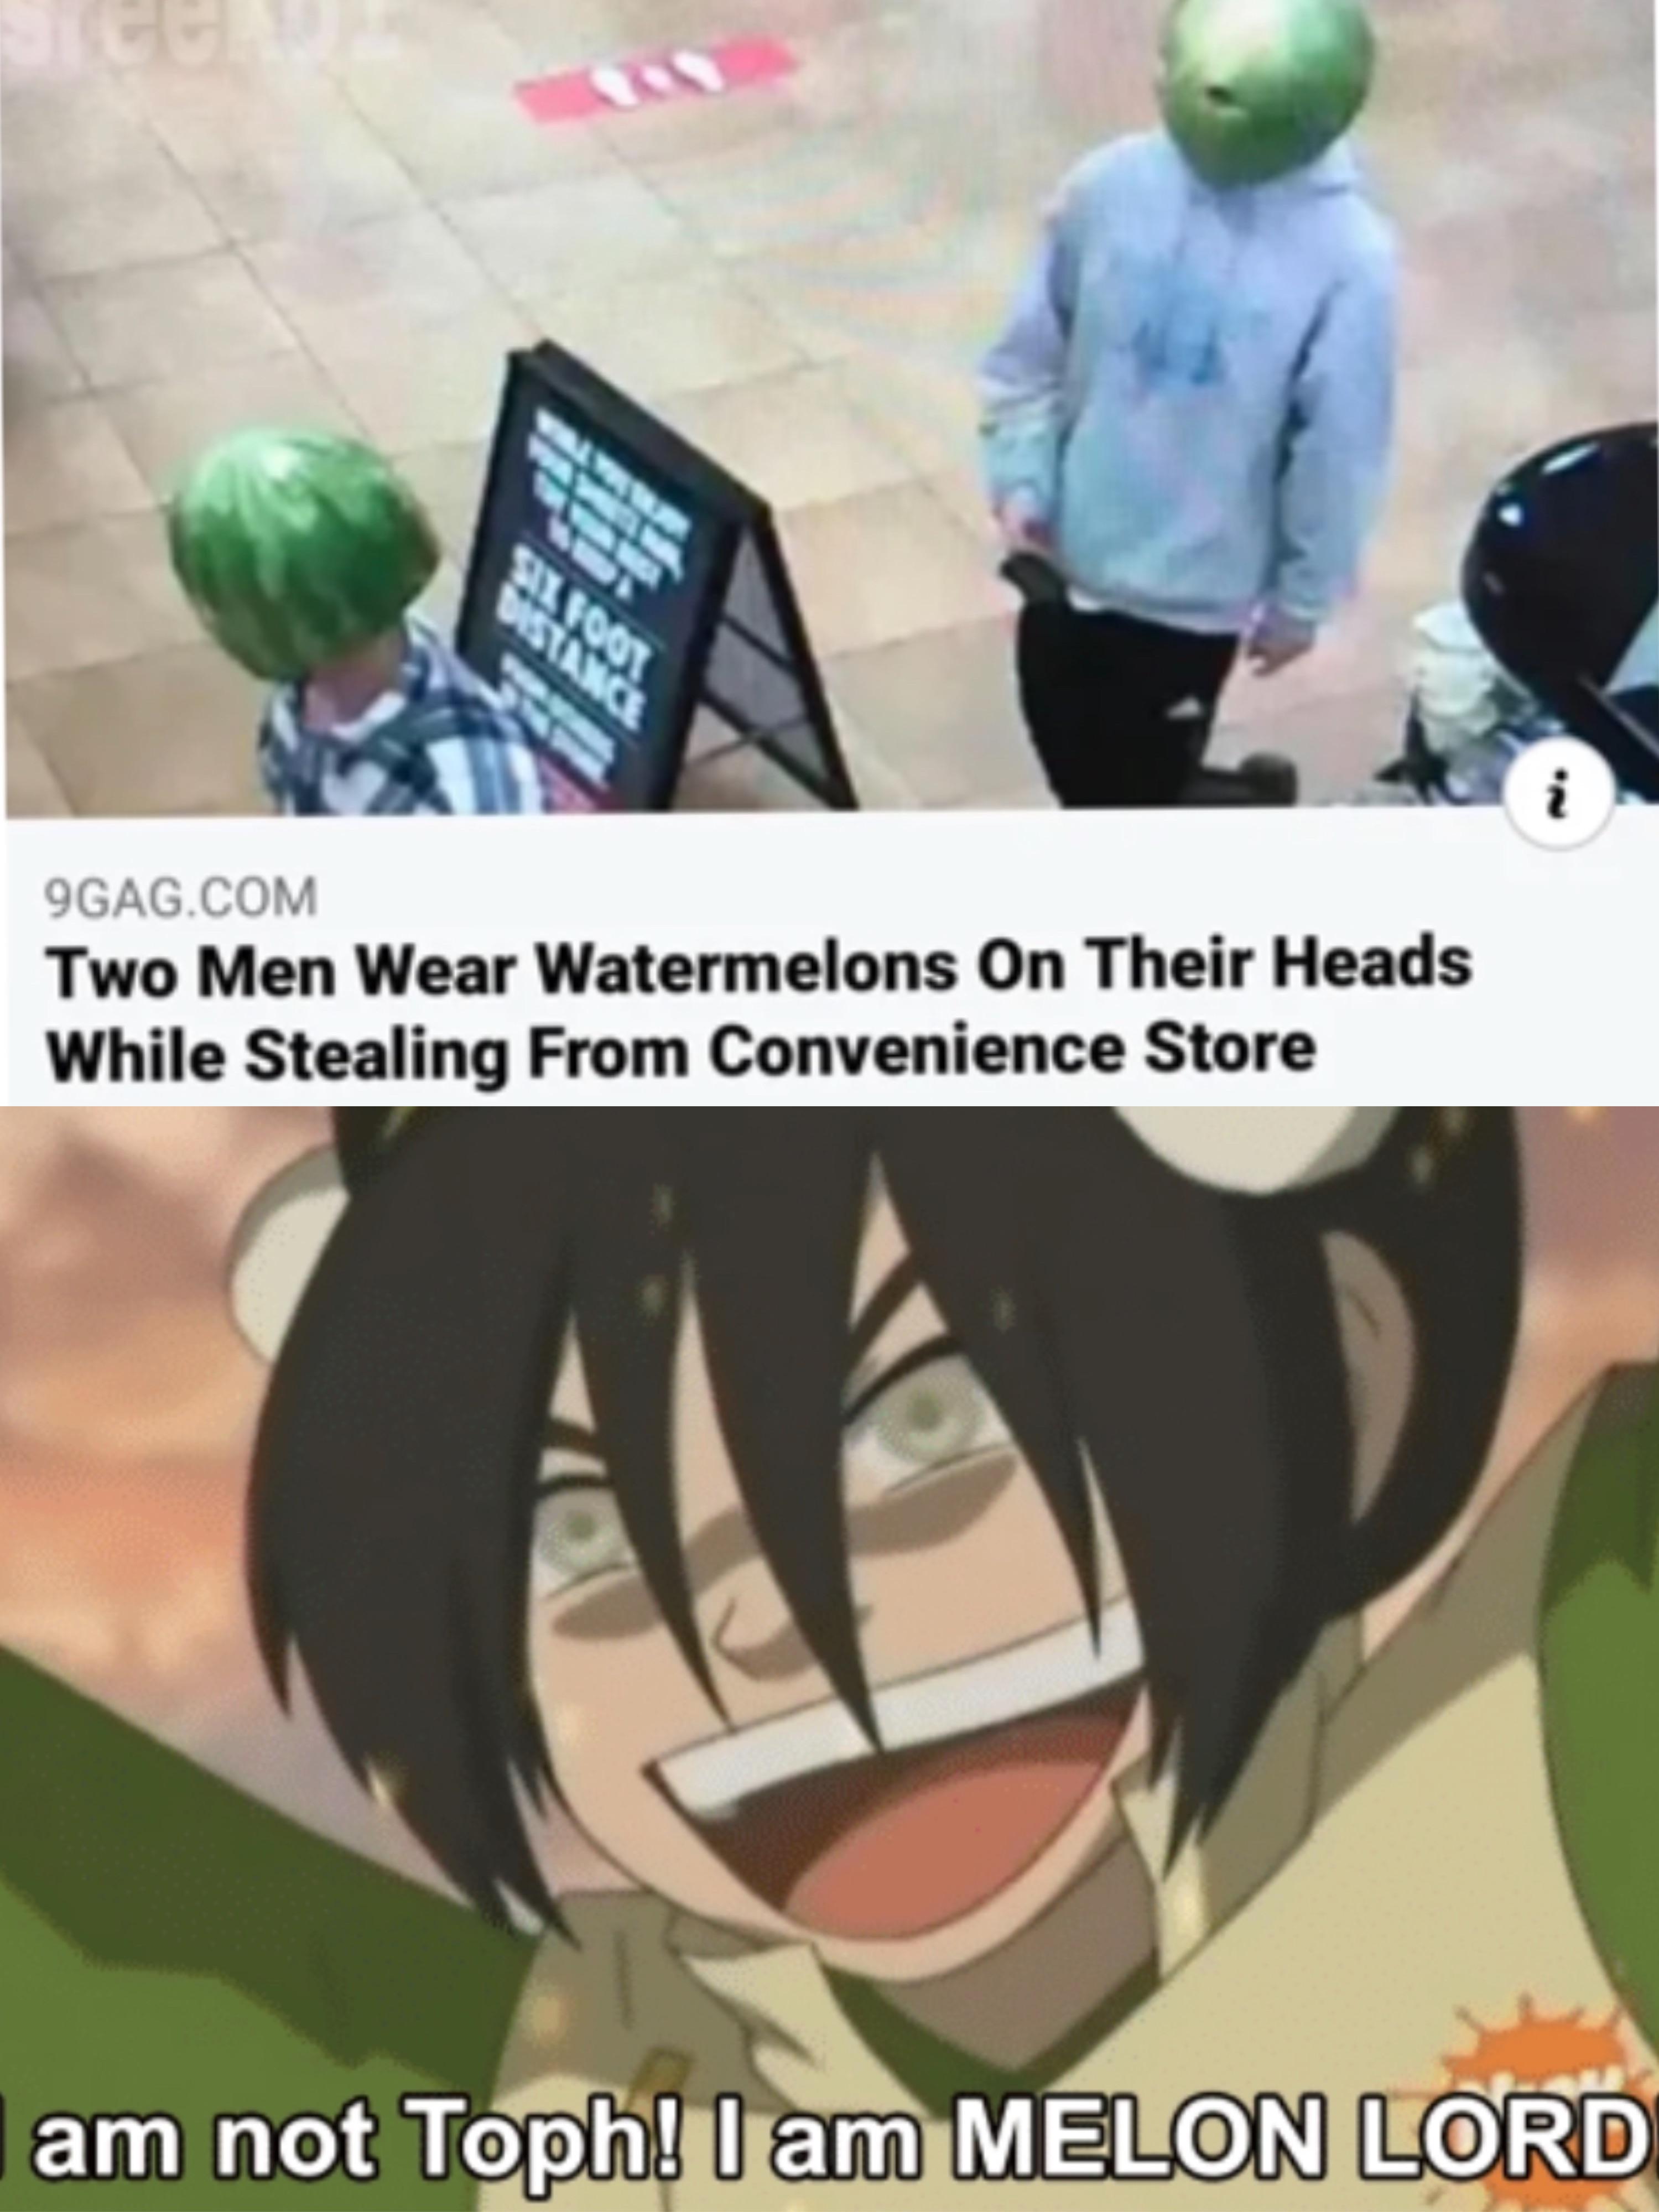 SIX FOOT
DISTANCE
i
9GAG.COM
Two Men Wear Watermelons On Their Heads
While Stealing From Convenience Store
I am not Toph! I am MELON LORD!